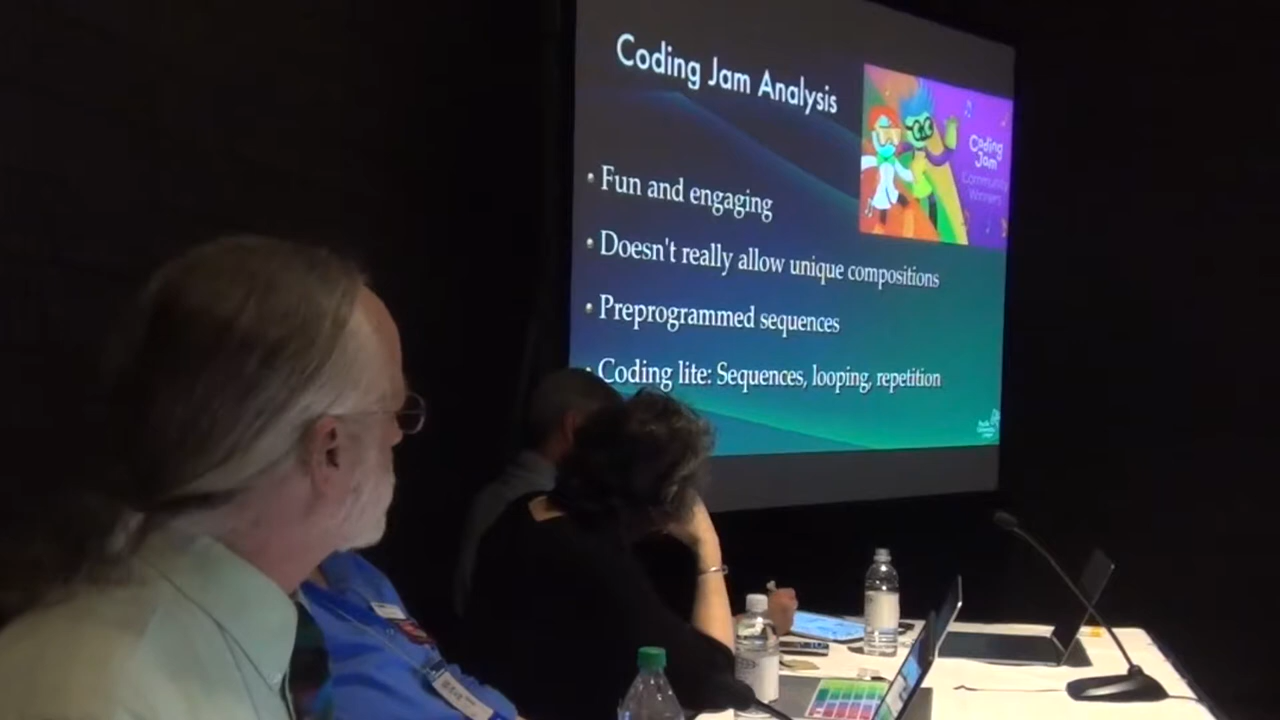 Coding Jam Analysis
Coding
Jam
Community
Winners
• Fun and engaging
• Doesn't really allow unique compositions
• Preprogrammed sequences
• Coding lite: Sequences, looping, repetition